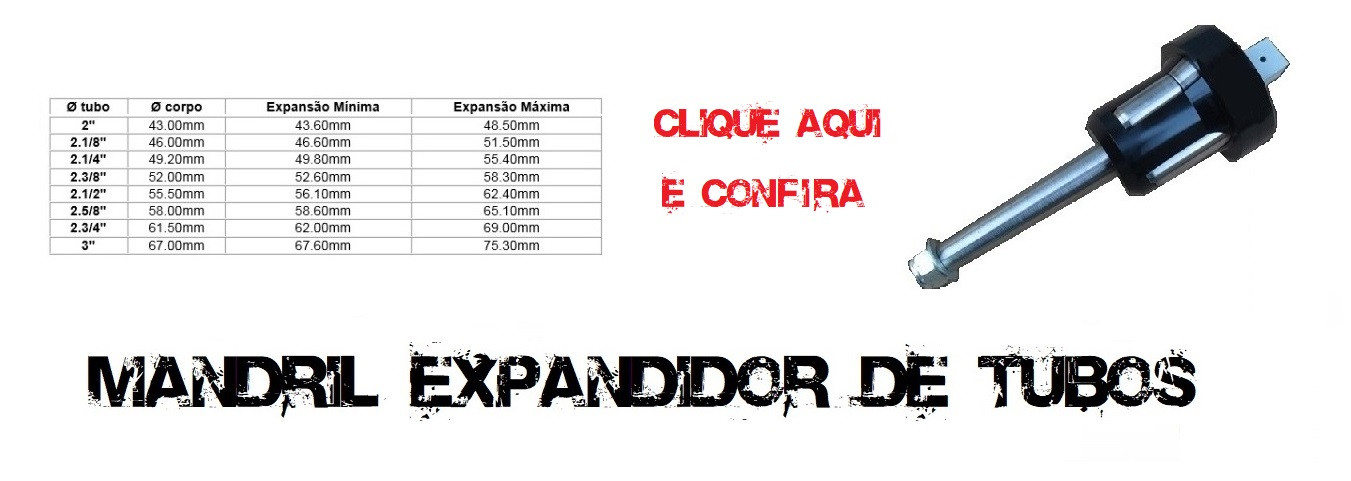 Ø tubo Ø corpo Expansão Mínima Expansão Máxima
2" 43.00mm 43.60mm 48.50mm
2.1/8" 46.00mm 46.60mm 51.50mm
2.1/4" 49.20mm 49.80mm 55.40mm
2.3/8" 52.00mm 52.60mm 58.30mm
2.1/2" 55.50mm 56.10mm 62.40mm
2.5/8" 58.00mm 58.60mm 65.10mm
2.3/4" 61.50mm 62.00mm 69.00mm
3" 67.00mm 67.60mm 75.30mm
CLIQUE AQUI
E CONFIRA
MANDRIL EXPANDIDOR DE TUBOS